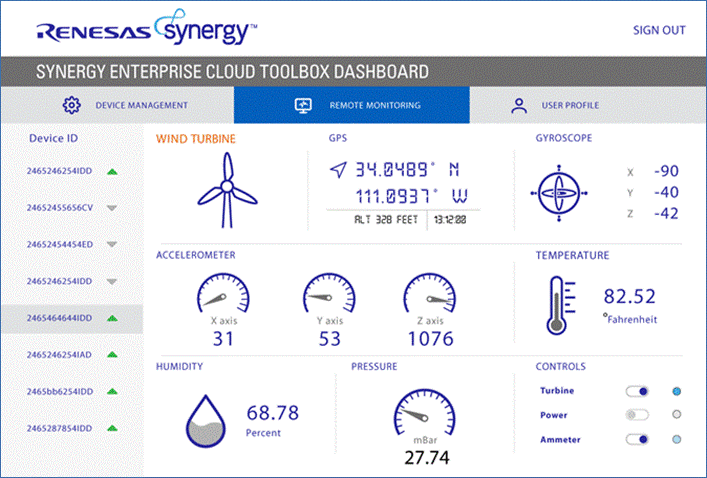 RENESAS synergy™
SIGN OUT
SYNERGY ENTERPRISE CLOUD TOOLBOX DASHBOARD
DEVICE MANAGEMENT
REMOTE MONITORING
USER PROFILE
Device ID
2465246254IDD
24652455656CV
24652454454ED
2465246254IDD
2465464644IDD
2465246254IAD
2465bb6254IDD
2465287854IDD
WIND TURBINE
GPS
34.0489° N
111.0937° W
ALT 328 FEET 13:12:00
GYROSCOPE
X -90
Y -40
Z -42
ACCELEROMETER
X axis
31
Y axis
53
Z axis
1076
TEMPERATURE
82.52
°Fahrenheit
HUMIDITY
68.78
Percent
PRESSURE
mBar
27.74
CONTROLS
Turbine
Power
Ammeter